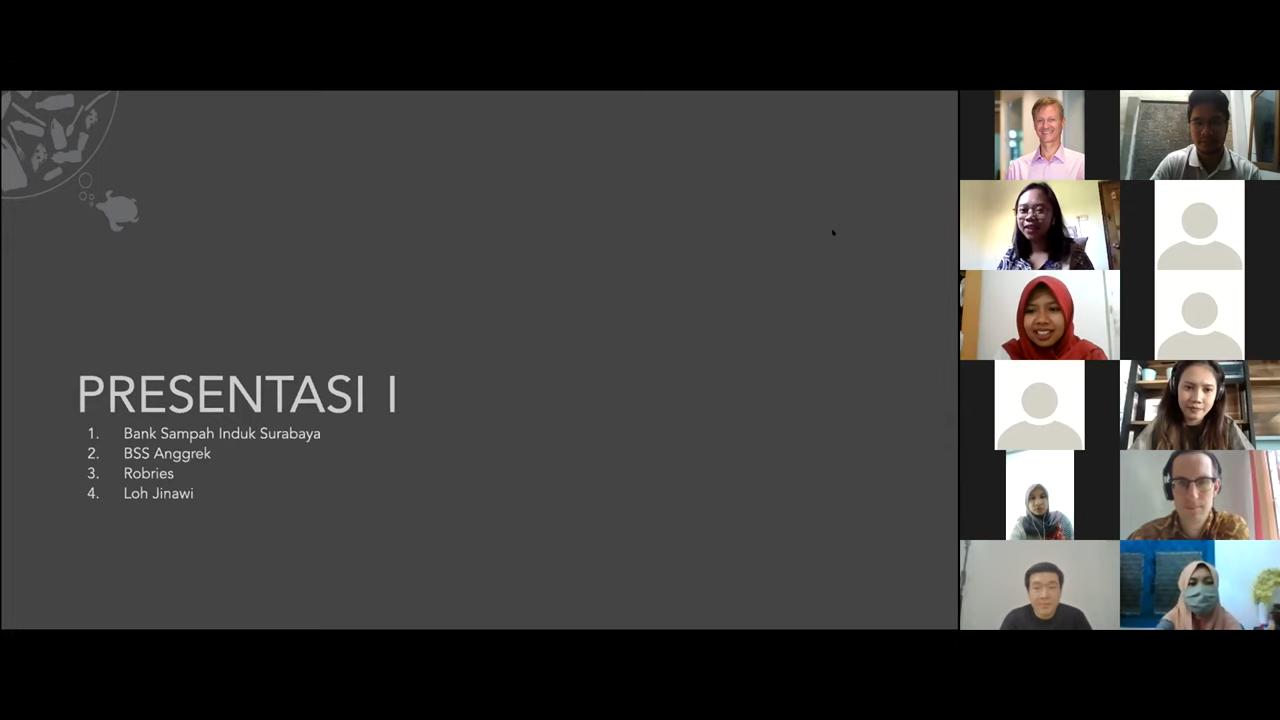 PRESENTASI I
1. Bank Sampah Induk Surabaya
2. BSS Anggrek
3. Robries
4. Loh Jinawi